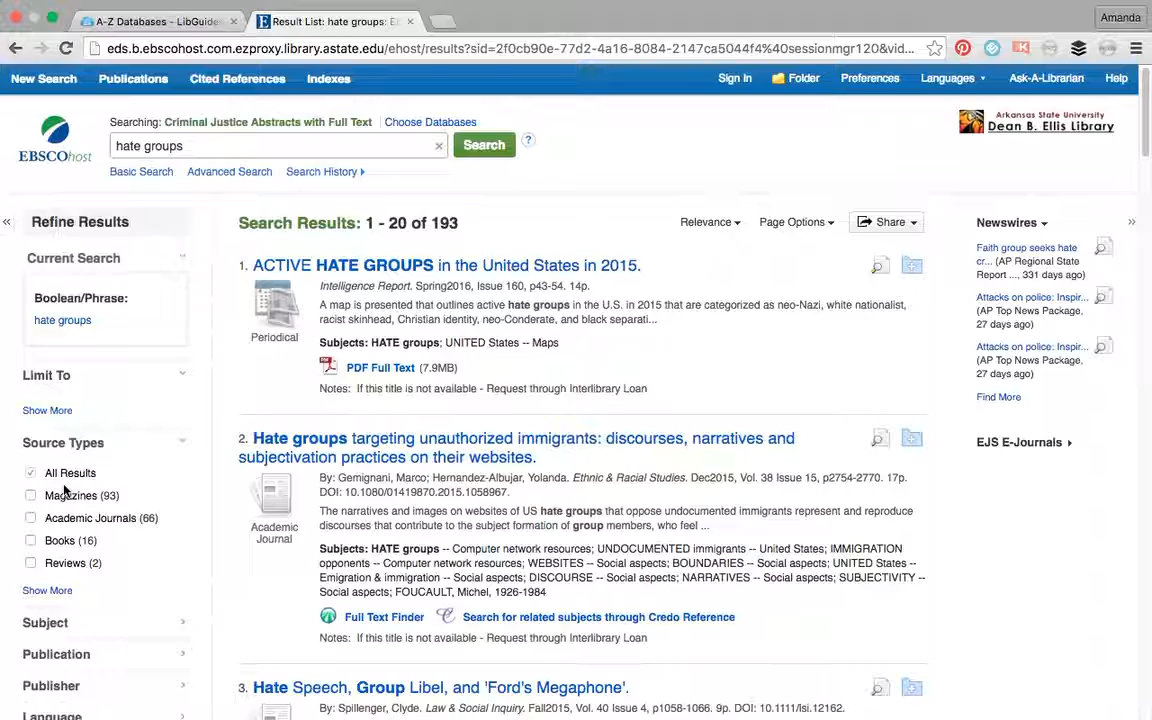 A-Z Databases - LibGuide
Result List: hate groups: E
Amanda
eds.b.ebscohost.com.ezproxy.library.astate.edu/ehost/results?sid=2f0cb90e-77d2-4a16-8084-2147ca5044f4%40sessionmgr120&vid...
New Search
Publications
Cited References
Indexes
Sign In
Folder
Preferences
Languages
Ask-A-Librarian
Help
Searching: Criminal Justice Abstracts with Full Text
Choose Databases
hate groups
Search
Basic Search
Advanced Search
Search History
EBSCOhost
Arkansas State University
Dean B. Ellis Library
Refine Results
Current Search
Boolean/Phrase:
hate groups
Limit To
Show More
Source Types
All Results
Magazines (93)
Academic Journals (66)
Books (16)
Reviews (2)
Show More
Subject
Publication
Publisher
Language
Search Results: 1 - 20 of 193
Relevance
Page Options
Share
1. ACTIVE HATE GROUPS in the United States in 2015.
Intelligence Report. Spring2016, Issue 160, p43-54. 14p.
A map is presented that outlines active hate groups in the U.S. in 2015 that are categorized as neo-Nazi, white nationalist,
racist skinhead, Christian identity, neo-Conderate, and black separati...
Periodical
Subjects: HATE groups; UNITED States -- Maps
PDF Full Text (7.9MB)
Notes: If this title is not available - Request through Interlibrary Loan
2. Hate groups targeting unauthorized immigrants: discourses, narratives and
subjectivation practices on their websites.
By: Gemignani, Marco; Hernandez-Albujar, Yolanda. Ethnic & Racial Studies. Dec2015, Vol. 38 Issue 15, p2754-2770. 17p.
DOI: 10.1080/01419870.2015.1058967.
The narratives and images on websites of US hate groups that oppose undocumented immigrants represent and reproduce
discourses that contribute to the subject formation of group members, who feel ...
Academic
Journal
Subjects: HATE groups -- Computer network resources; UNDOCUMENTED immigrants -- United States; IMMIGRATION
opponents -- Computer network resources; WEBSITES -- Social aspects; BOUNDARIES -- Social aspects; UNITED States --
Emigration & immigration -- Social aspects; DISCOURSE -- Social aspects; NARRATIVES -- Social aspects; SUBJECTIVITY --
Social aspects; FOUCAULT, Michel, 1926-1984
Full Text Finder
Search for related subjects through Credo Reference
Notes: If this title is not available - Request through Interlibrary Loan
3. Hate Speech, Group Libel, and 'Ford's Megaphone'.
By: Spillenger, Clyde. Law & Social Inquiry. Fall2015, Vol. 40 Issue 4, p1058-1066. 9p. DOI: 10.1111/lsi.12162.
Newswires
Faith group seeks hate
cr... (AP Regional State
Report ..., 331 days ago)
Attacks on police: Inspir...
(AP Top News Package,
27 days ago)
Attacks on police: Inspir...
(AP Top News Package,
27 days ago)
Find More
EJS E-Journals